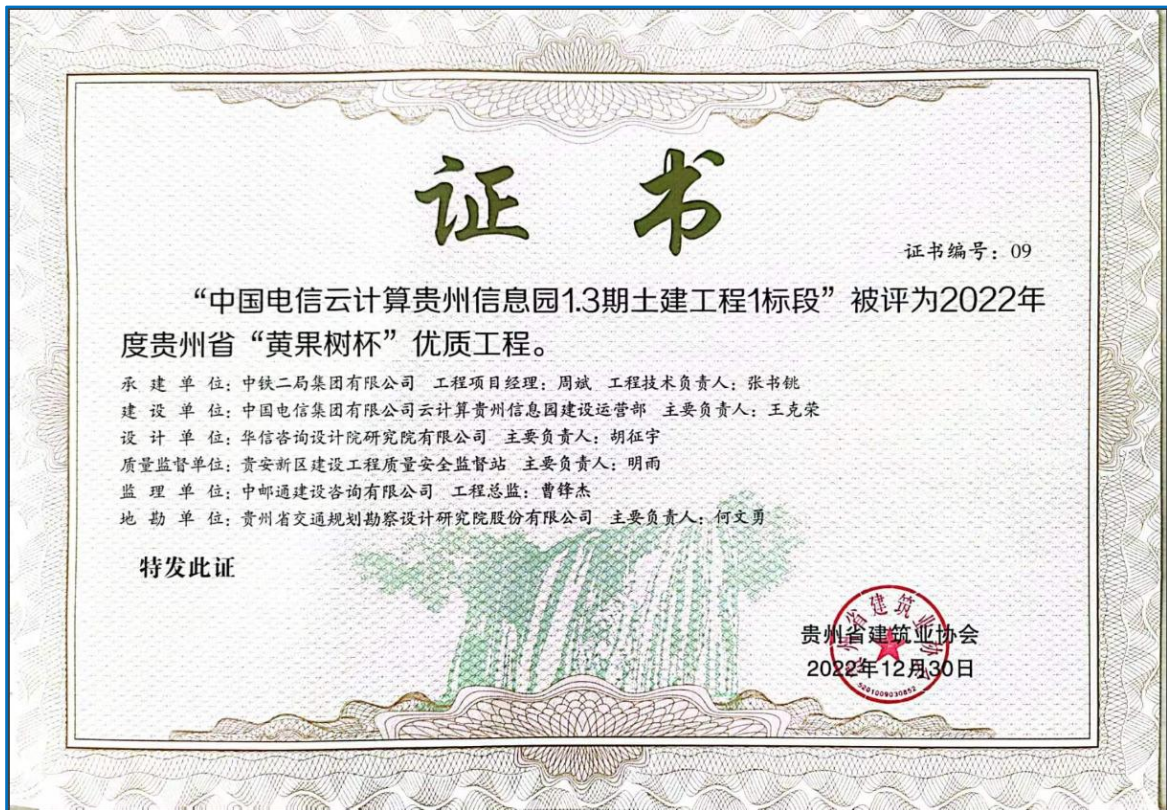 证书
证书编号：09
“中国电信云计算贵州信息园1.3期土建工程1标段”被评为2022年
度贵州省“黄果树杯”优质工程。
承建单位：中铁二局集团有限公司 工程项目经理：周斌 工程技术负责人：张书铫
建设单位：中国电信集团有限公司云计算贵州信息园建设运营部 主要负责人：王克荣
设计单位：华信咨询设计院研究院有限公司 主要负责人：胡征宇
质量监督单位：贵安新区建设工程质量安全监督站 主要负责人：明雨
监理单位：中邮通建设咨询有限公司 工程总监：曹锋杰
地勘单位：贵州省交通规划勘察设计研究院股份有限公司 主要负责人：何文勇
特发此证
贵州省建筑业协会
2022年12月30日
贵州省建筑业协会
5201009030852